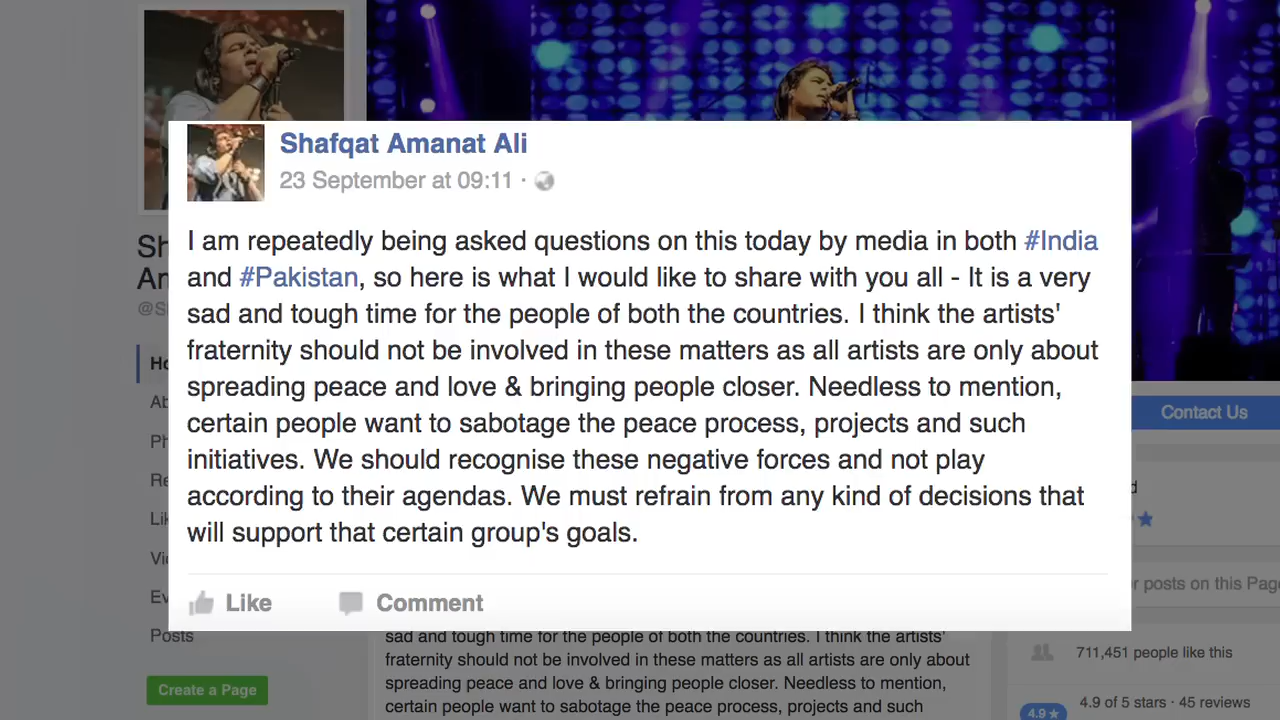 Shafqat Amanat Ali
23 September at 09:11 ·
I am repeatedly being asked questions on this today by media in both #India
and #Pakistan, so here is what I would like to share with you all - It is a very
sad and tough time for the people of both the countries. I think the artists'
fraternity should not be involved in these matters as all artists are only about
spreading peace and love & bringing people closer. Needless to mention,
certain people want to sabotage the peace process, projects and such
initiatives. We should recognise these negative forces and not play
according to their agendas. We must refrain from any kind of decisions that
will support that certain group's goals.
Like Comment
Sh
Am
@S
Ho
Ab
Ph
Re
Lik
Vi
Ev
Posts
Create a Page
sad and tough time for the people of both the countries. I think the artists'
fraternity should not be involved in these matters as all artists are only about
spreading peace and love & bringing people closer. Needless to mention,
certain people want to sabotage the peace process, projects and such
Contact Us
posts on this Pag
711,451 people like this
4.9 of 5 stars · 45 reviews
4.9 ★